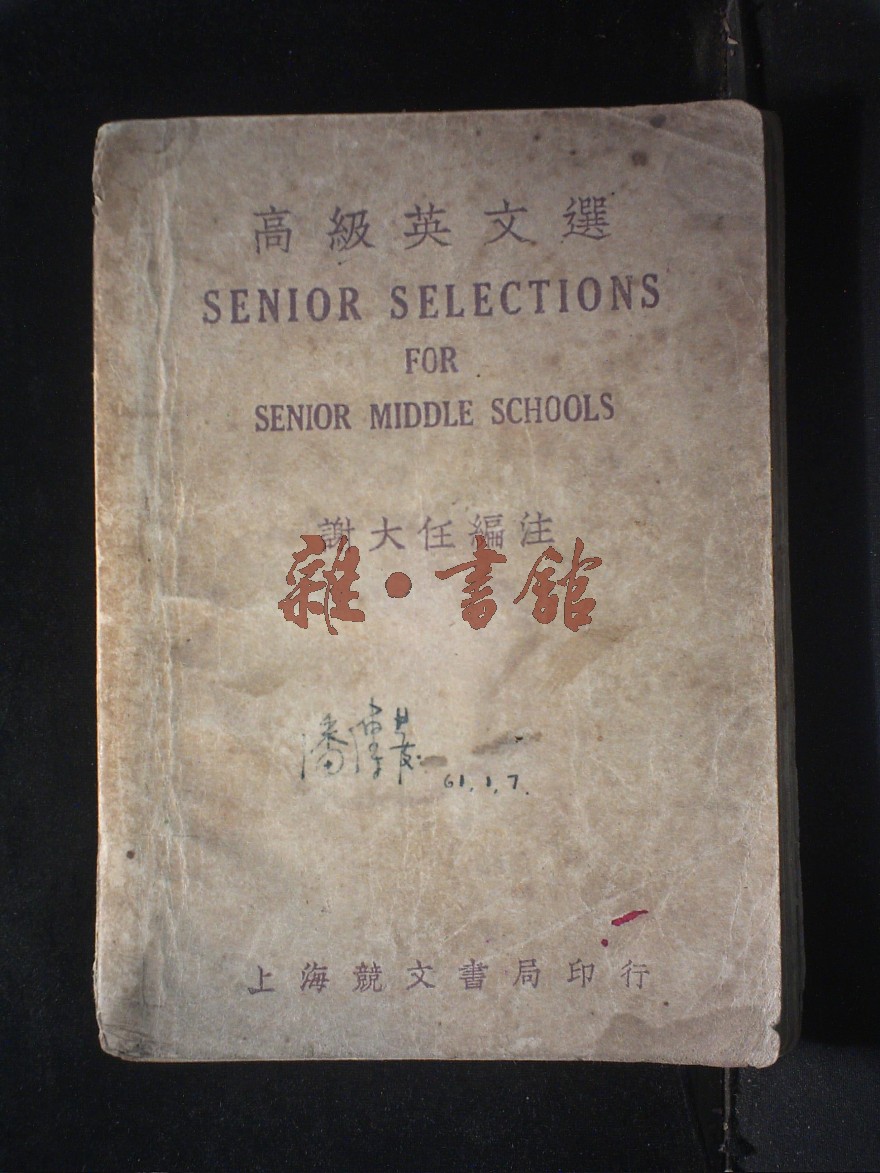 高級英文選
SENIOR SELECTIONS
FOR
SENIOR MIDDLE SCHOOLS
謝大任編注
雜·書館
潘
61.1.7.
上海競文書局印行